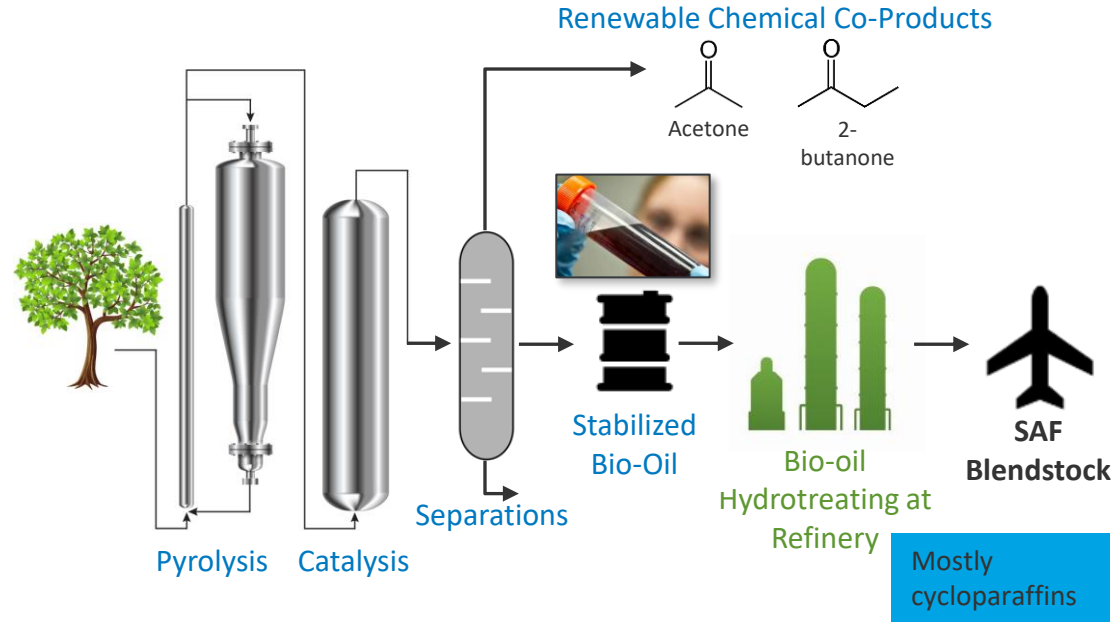 Renewable Chemical Co-Products
O
O
Acetone
2-
butanone
Pyrolysis
Catalysis
Separations
Stabilized
Bio-Oil
Bio-oil
Hydrotreating at
Refinery
SAF
Blendstock
Mostly
cycloparaffins